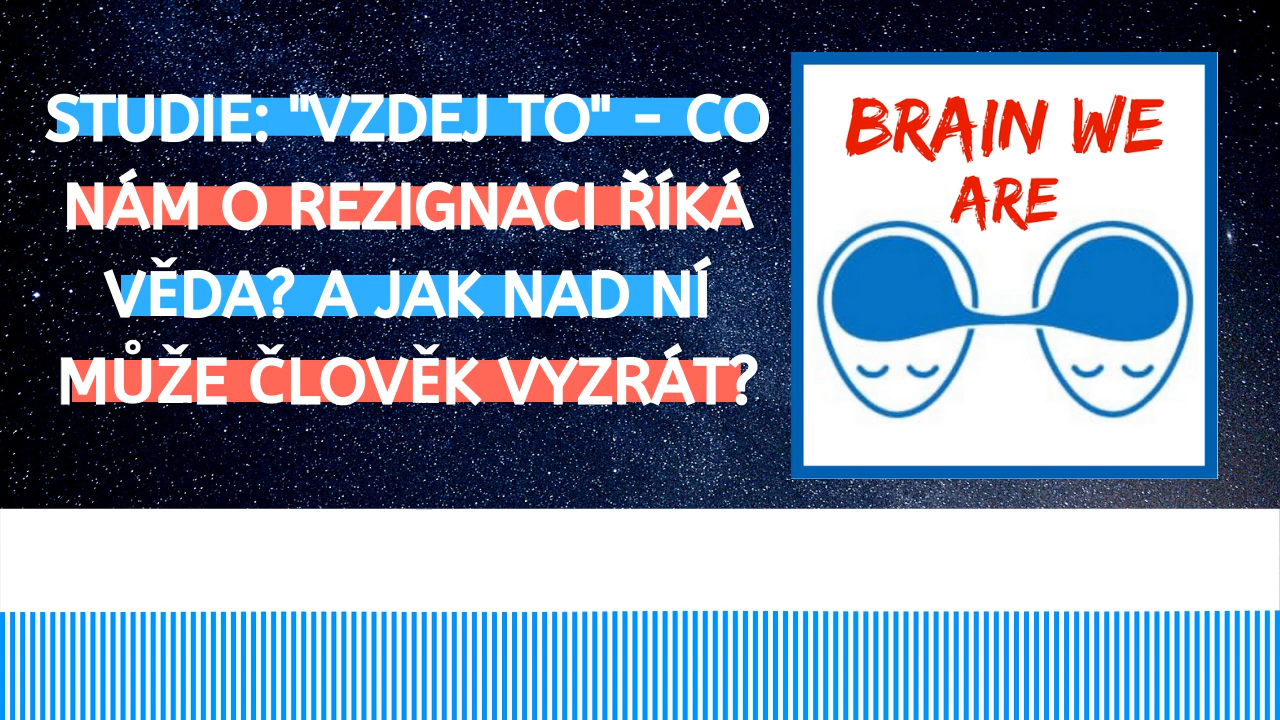 STUDIE: "VZDEJ TO" - CO
NÁM O REZIGNACI ŘÍKÁ
VĚDA? A JAK NAD NÍ
MŮŽE ČLOVĚK VYZRÁT?
BRAIN WE
ARE